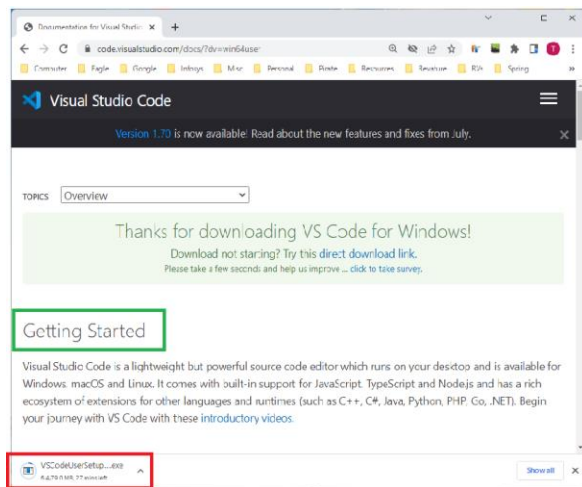 Documentation for Visual Studio
code.visualstudio.com/docs/?dv=win64user
Computer Eagle Google Infosys Misc Personal Pirate Resources Revature RIA Spring
Visual Studio Code
Version 1.70 is now available! Read about the new features and fixes from July.
TOPICS Overview
Thanks for downloading VS Code for Windows!
Download not starting? Try this direct download link.
Please take a few seconds and help us improve ... click to take survey.
Getting Started
Visual Studio Code is a lightweight but powerful source code editor which runs on your desktop and is available for
Windows, macOS and Linux. It comes with built-in support for JavaScript, TypeScript and Node.js and has a rich
ecosystem of extensions for other languages and runtimes (such as C++, C#, Java, Python, PHP, Go, .NET). Begin
your journey with VS Code with these introductory videos.
VSCodeUserSetup....exe
Show all